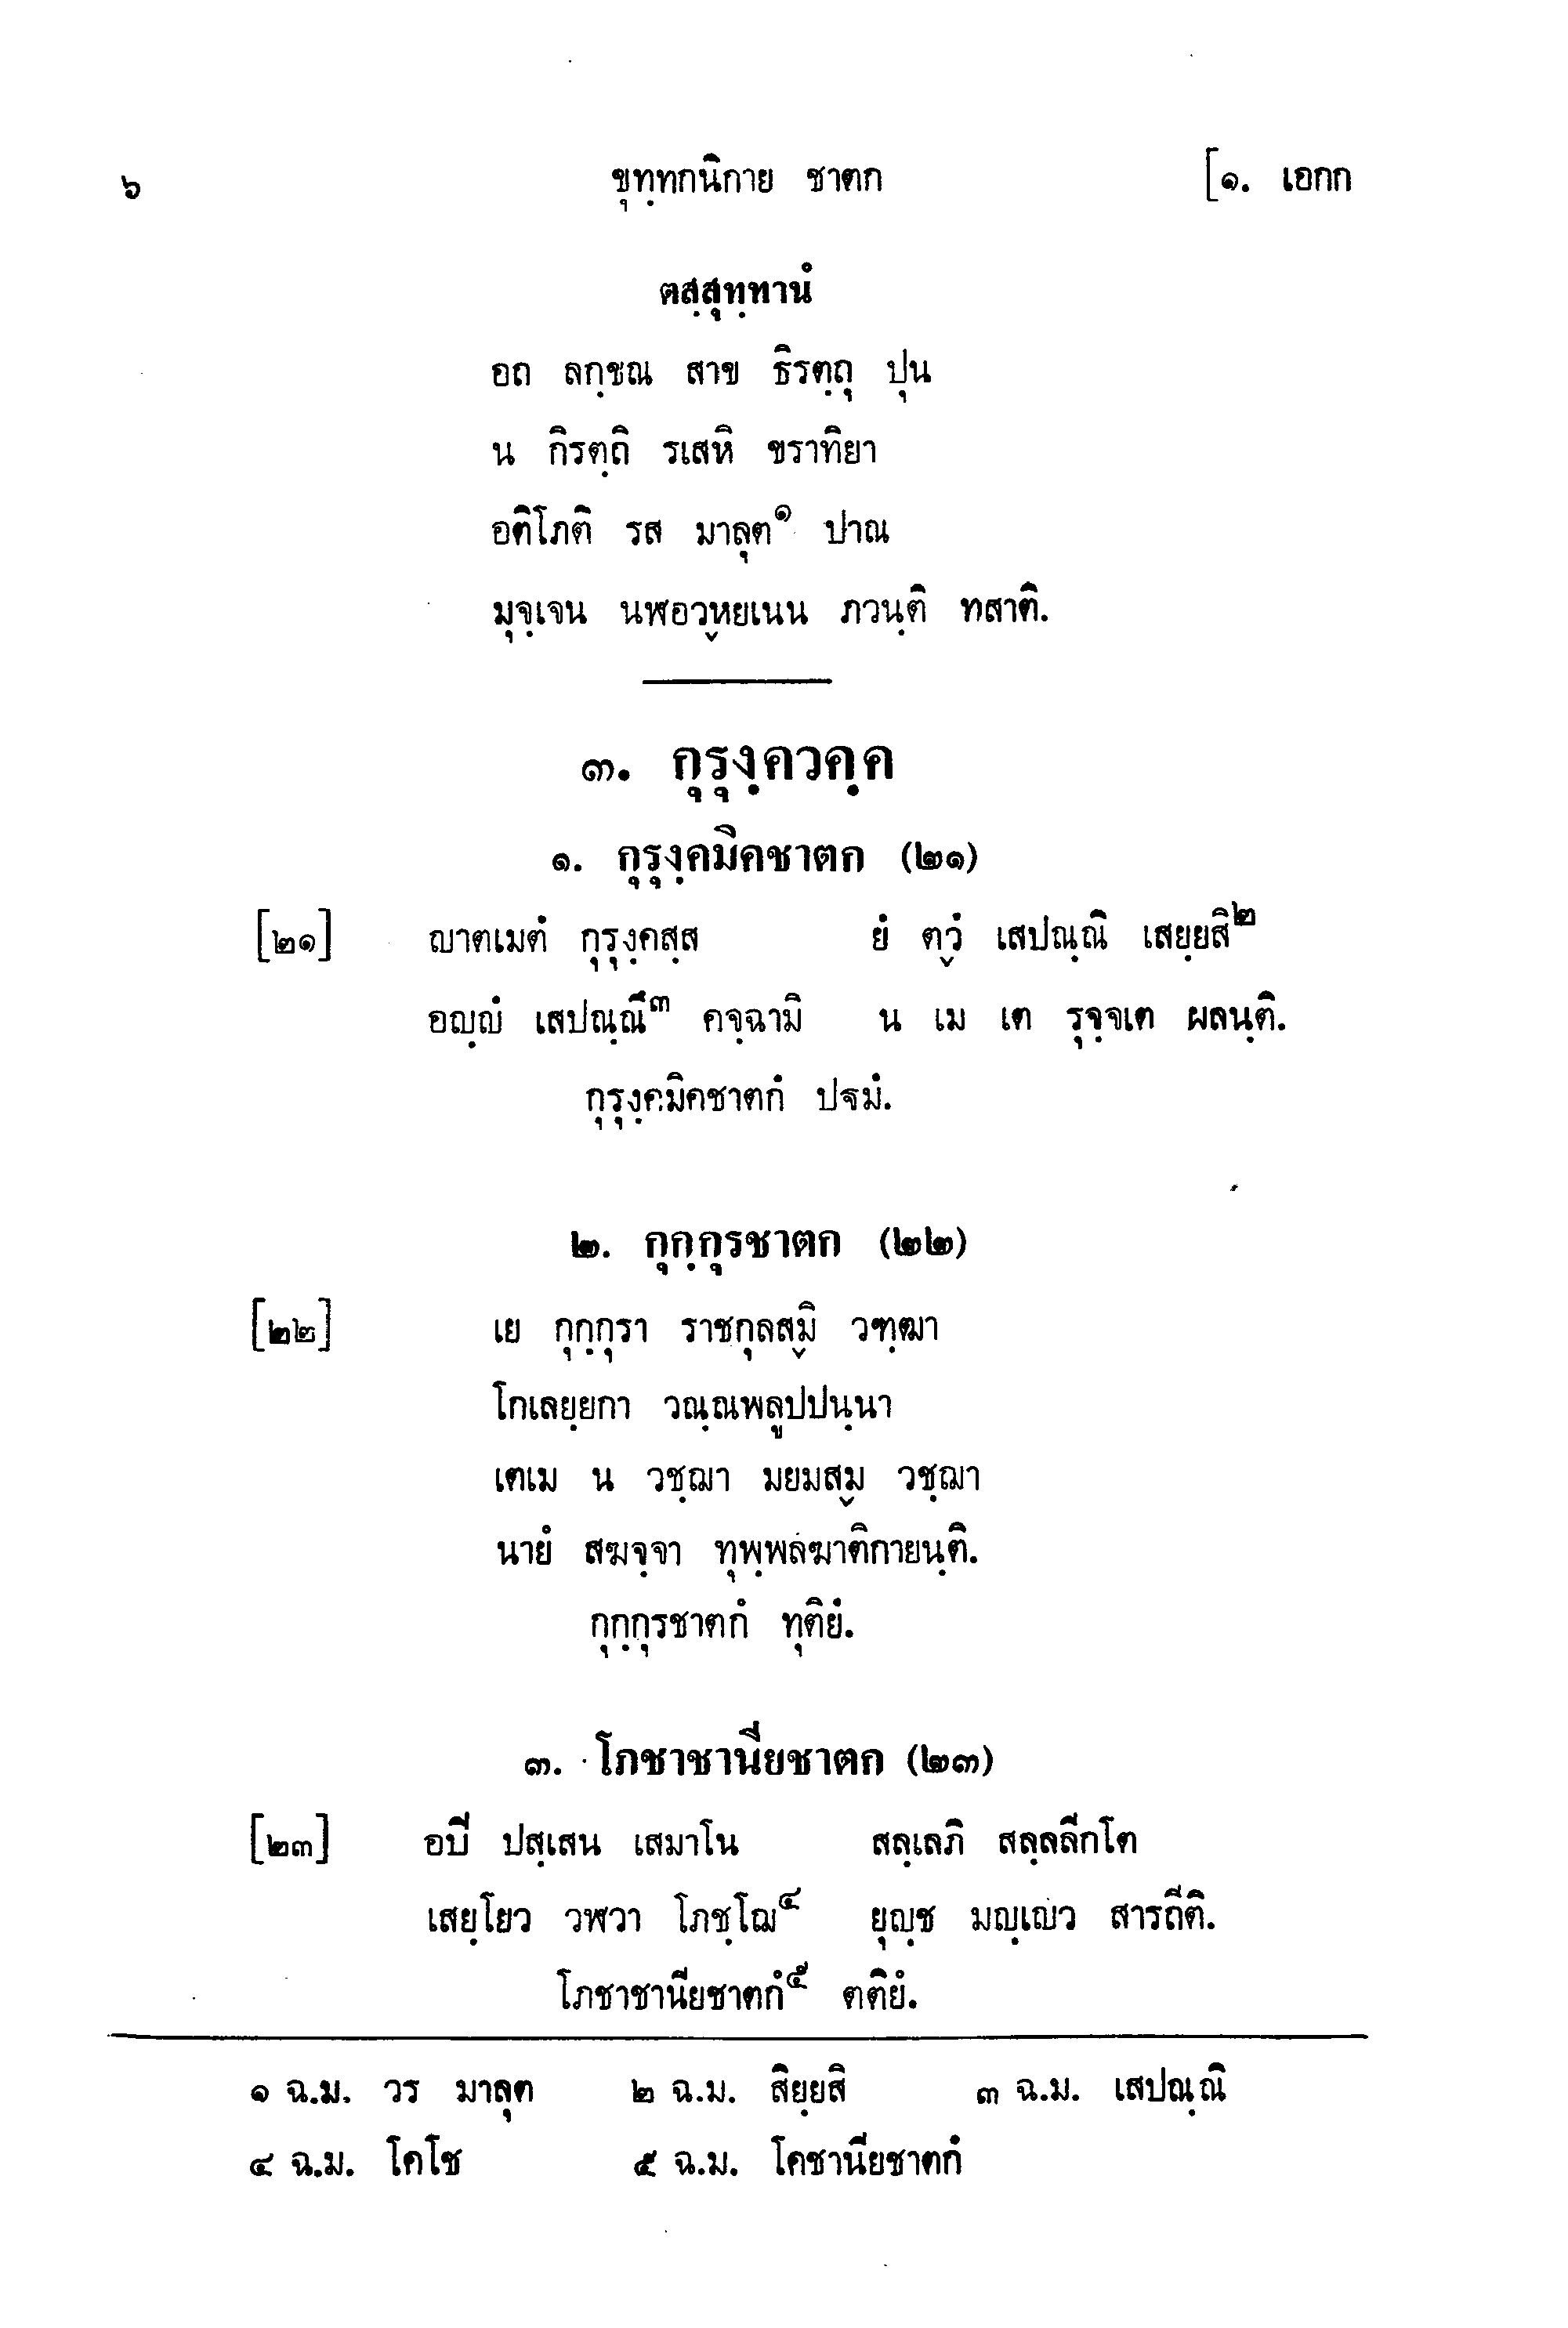 ๖ ขุทฺทกนิกาย ชาตก [๑. เอกก
ตสฺสุทฺทานํ
อถ ลกฺชณ สาข ธิรตฺถุ ปุน
น กิรตฺถิ รเสหิ ขราทิยา
อติโภติ รส มาลุต๑ ปาณ
มุจฺเจน นฬอวฺหยเนน ภวนฺติ ทสาติ.
๓. กุรุงฺควคฺค
๑. กุรุงฺคมิคชาตก (๒๑)
[๒๑] ญาตเมตํ กุรุงฺคสฺส ยํ ตฺวํ เสปณฺณิ เสยฺยสิ๒
อญฺญํ เสปณฺณึ๓ คจฺฉามิ น เม เต รุจฺจเต ผลนฺติ.
กุรุงฺคมิคชาตกํ ปฐมํ.
๒. กุกฺกุรชาตก (๒๒)
[๒๒] เย กุกฺกุรา ราชกุลสฺมิ วฑฺฒา
โกเลยฺยกา วณฺณพลูปปนฺนา
เตเม น วชฺฌา มยมสฺม วชฺฌา
นายํ สฆจฺจา ทุพฺพลฆาติกายนฺติ.
กุกฺกุรชาตกํ ทุติยํ.
๓. โภชาชานียชาตก (๒๓)
[๒๓] อปิ ปสฺเสน เสมาโน สลฺเลภิ สลฺลลีกโต
เสยฺโยว วฬวา โภชฺโฌ๔ ยุญฺช มญฺเญว สารถีติ.
โภชาชานียชาตกํ๕ ตติยํ.
๑ ฉ.ม. วร มาลุต ๒ ฉ.ม. สิยฺยสิ ๓ ฉ.ม. เสปณฺณิ
๔ ฉ.ม. โคโช ๕ ฉ.ม. โคชานียชาตกํ